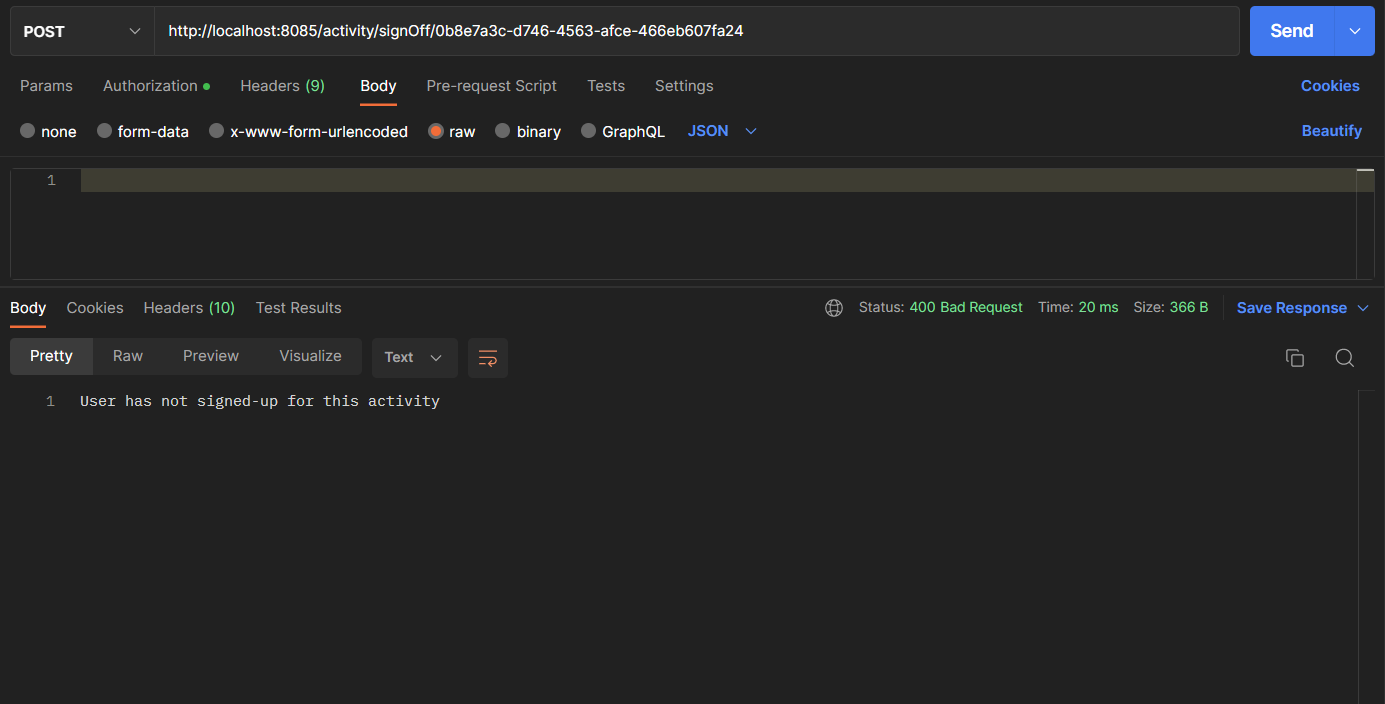 POST http://localhost:8085/activity/signOff/0b8e7a3c-d746-4563-afce-466eb607fa24 Send
Params Authorization Headers (9) Body Pre-request Script Tests Settings Cookies
none form-data x-www-form-urlencoded raw binary GraphQL JSON Beautify
1
Body Cookies Headers (10) Test Results Status: 400 Bad Request Time: 20 ms Size: 366 B Save Response
Pretty Raw Preview Visualize Text
1 User has not signed-up for this activity